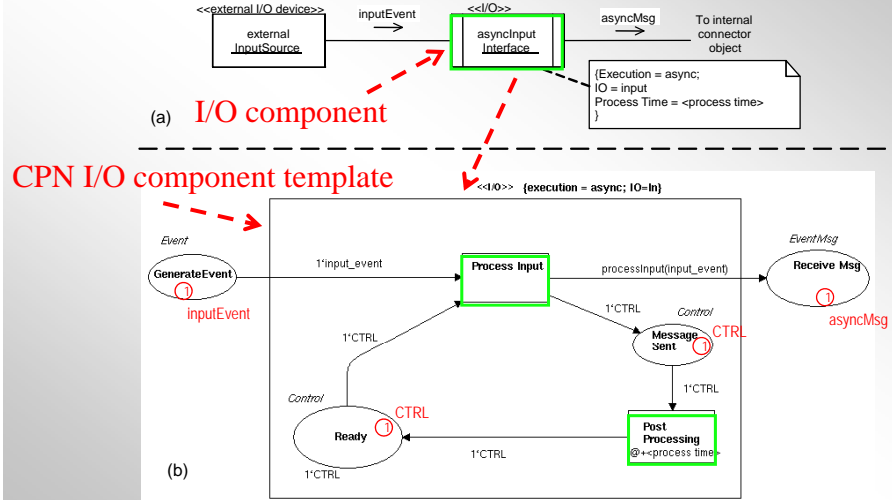 <<external I/O device>>
inputEvent
<<I/O>>
asyncMsg
external
InputSource
asyncInput
Interface
To internal
connector
object
{Execution = async;
IO = input
Process Time = <process time>
}
(a)
I/O component
CPN I/O component template
<<I/O>> {execution = async; IO=In}
Event
EventMsg
GenerateEvent
1
inputEvent
1'input_event
Process Input
processInput(input_event)
Receive Msg
1
asyncMsg
1'CTRL
Control
CTRL
Message
Sent
1
1'CTRL
1'CTRL
Control
CTRL
1
Ready
1'CTRL
1'CTRL
Post
Processing
@+<process time>
(b)